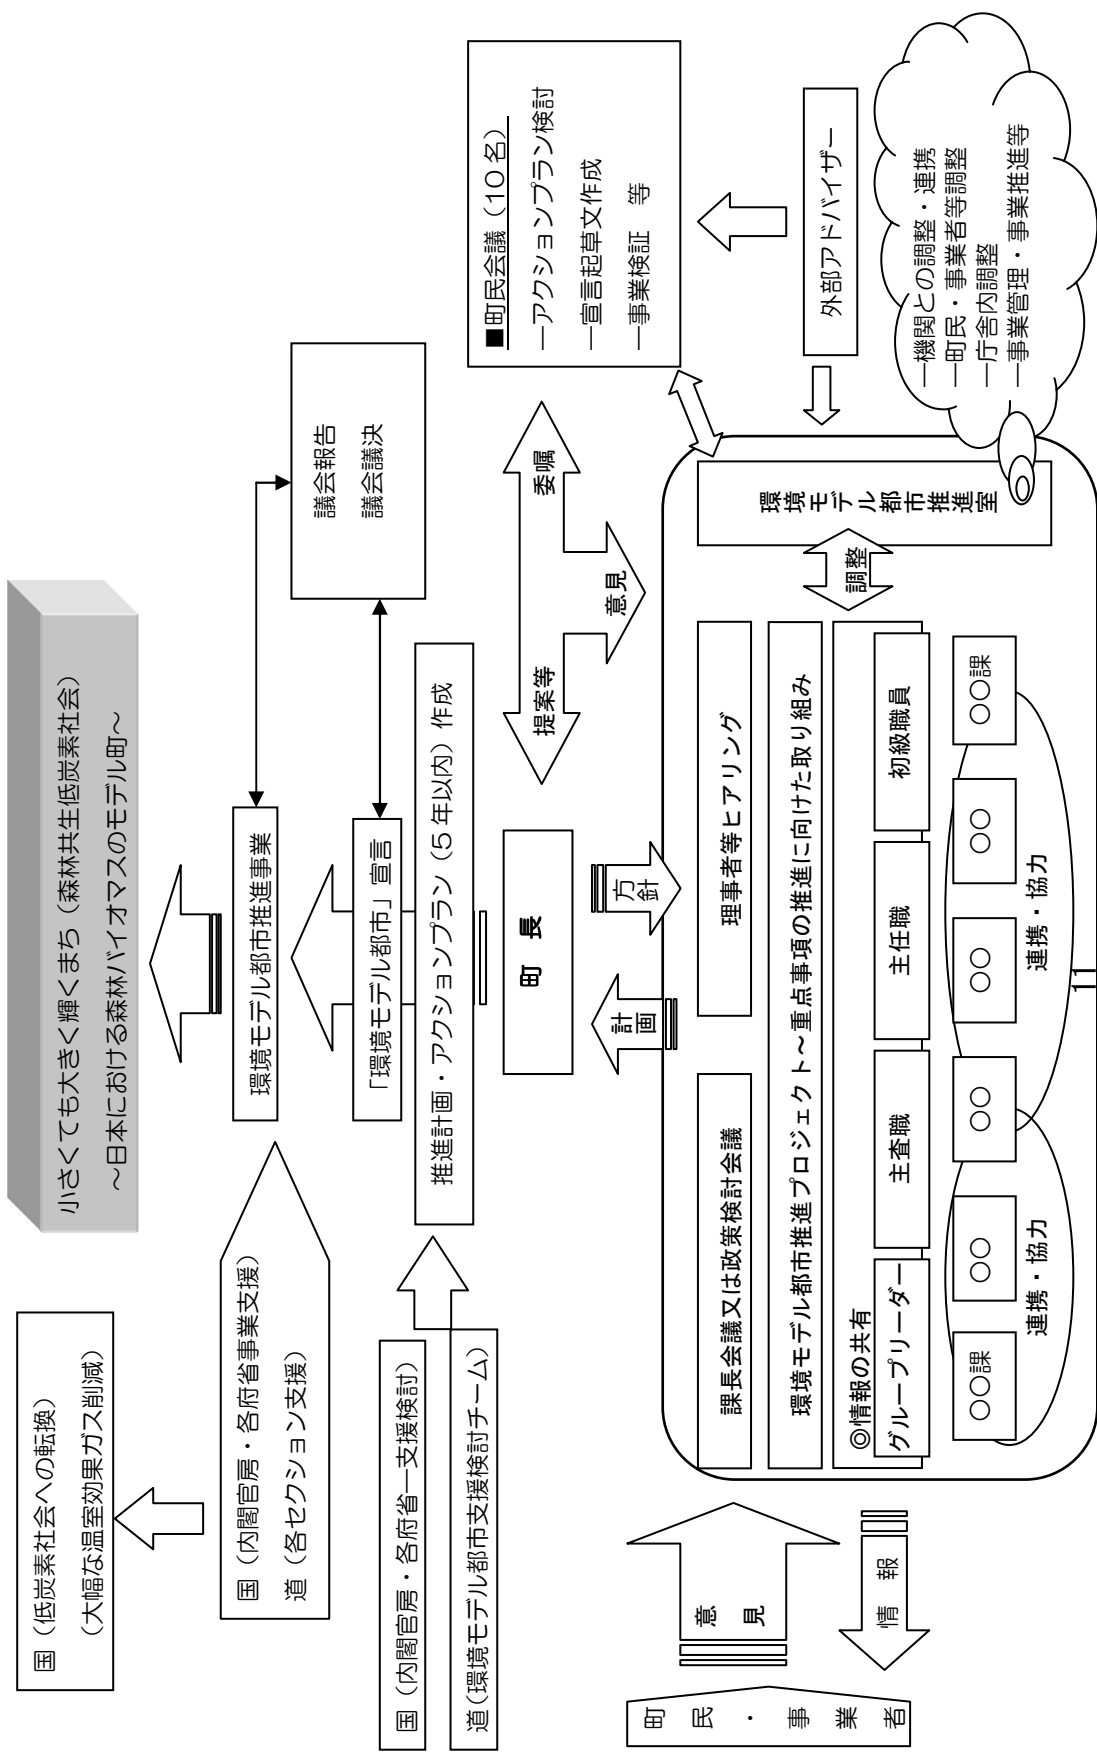 小さくても大きく輝くまち（森林共生低炭素社会）
～日本における森林バイオマスのモデル町～
国（低炭素社会への転換）
（大幅な温室効果ガス削減）
国（内閣官房・各府省事業支援）
道（各セクション支援）
環境モデル都市推進事業
議会報告
議会議決
「環境モデル都市」宣言
国（内閣官房・各府省一支援検討）
道（環境モデル都市支援検討チーム）
推進計画・アクションプラン（５年以内）作成
■町民会議（１０名）
―アクションプラン検討
―宣言起草文作成
―事業検証　等
町　長
提案等
委嘱
意見
計画
方針
外部アドバイザー
町民・事業者
意見
情報
課長会議又は政策検討会議
理事者等ヒアリング
環境モデル都市推進プロジェクト～重点事項の推進に向けた取り組み
◎情報の共有
グループリーダー
主査職
主任職
初級職員
調整
環境モデル都市推進室
―機関との調整・連携
―町民・事業者等調整
―庁舎内調整
―事業管理・事業推進等
○○課
○○
○○
○○
○○
○○課
連携・協力
連携・協力
11